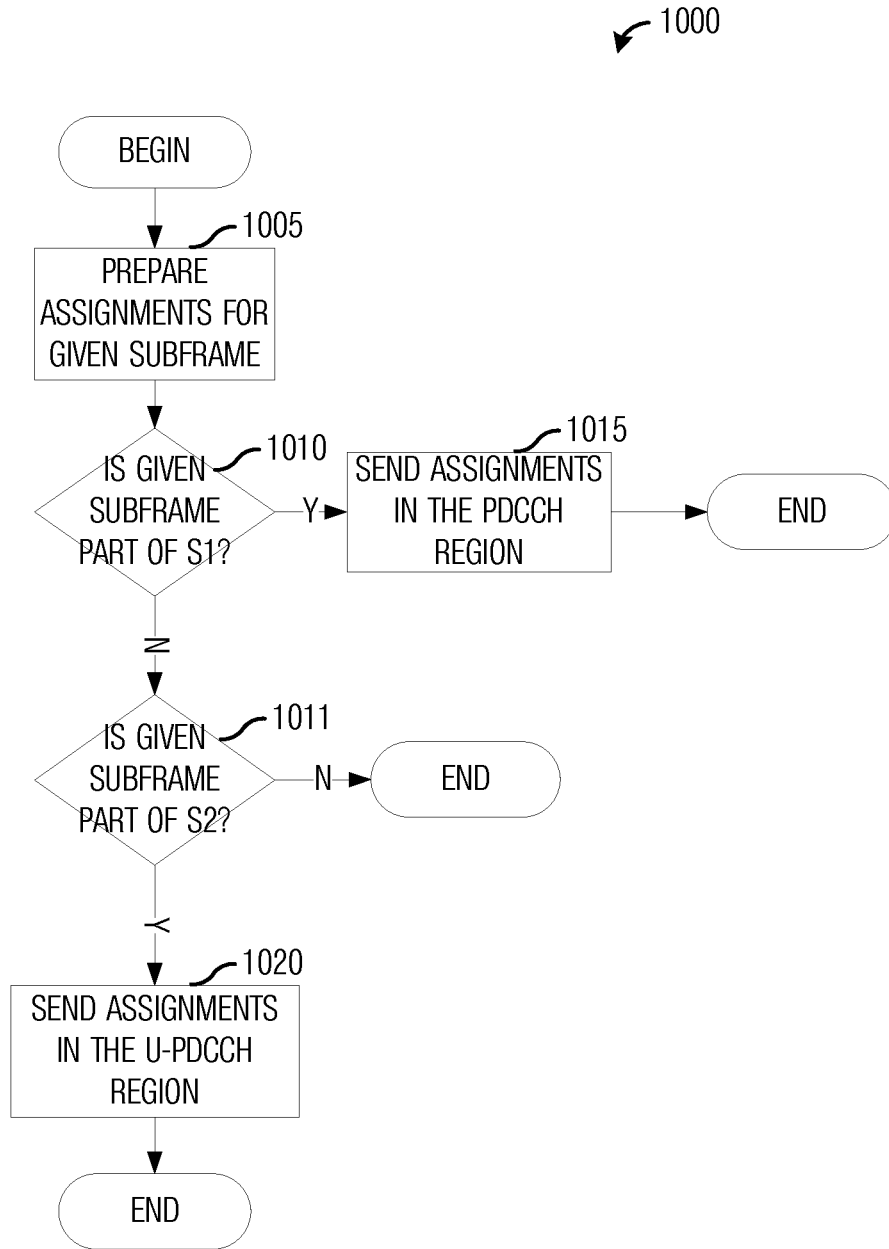 1000
BEGIN
1005
PREPARE
ASSIGNMENTS FOR
GIVEN SUBFRAME
1010
IS GIVEN
SUBFRAME
PART OF S1?
Y
1015
SEND ASSIGNMENTS
IN THE PDCCH
REGION
END
N
1011
IS GIVEN
SUBFRAME
PART OF S2?
N
END
Y
1020
SEND ASSIGNMENTS
IN THE U-PDCCH
REGION
END